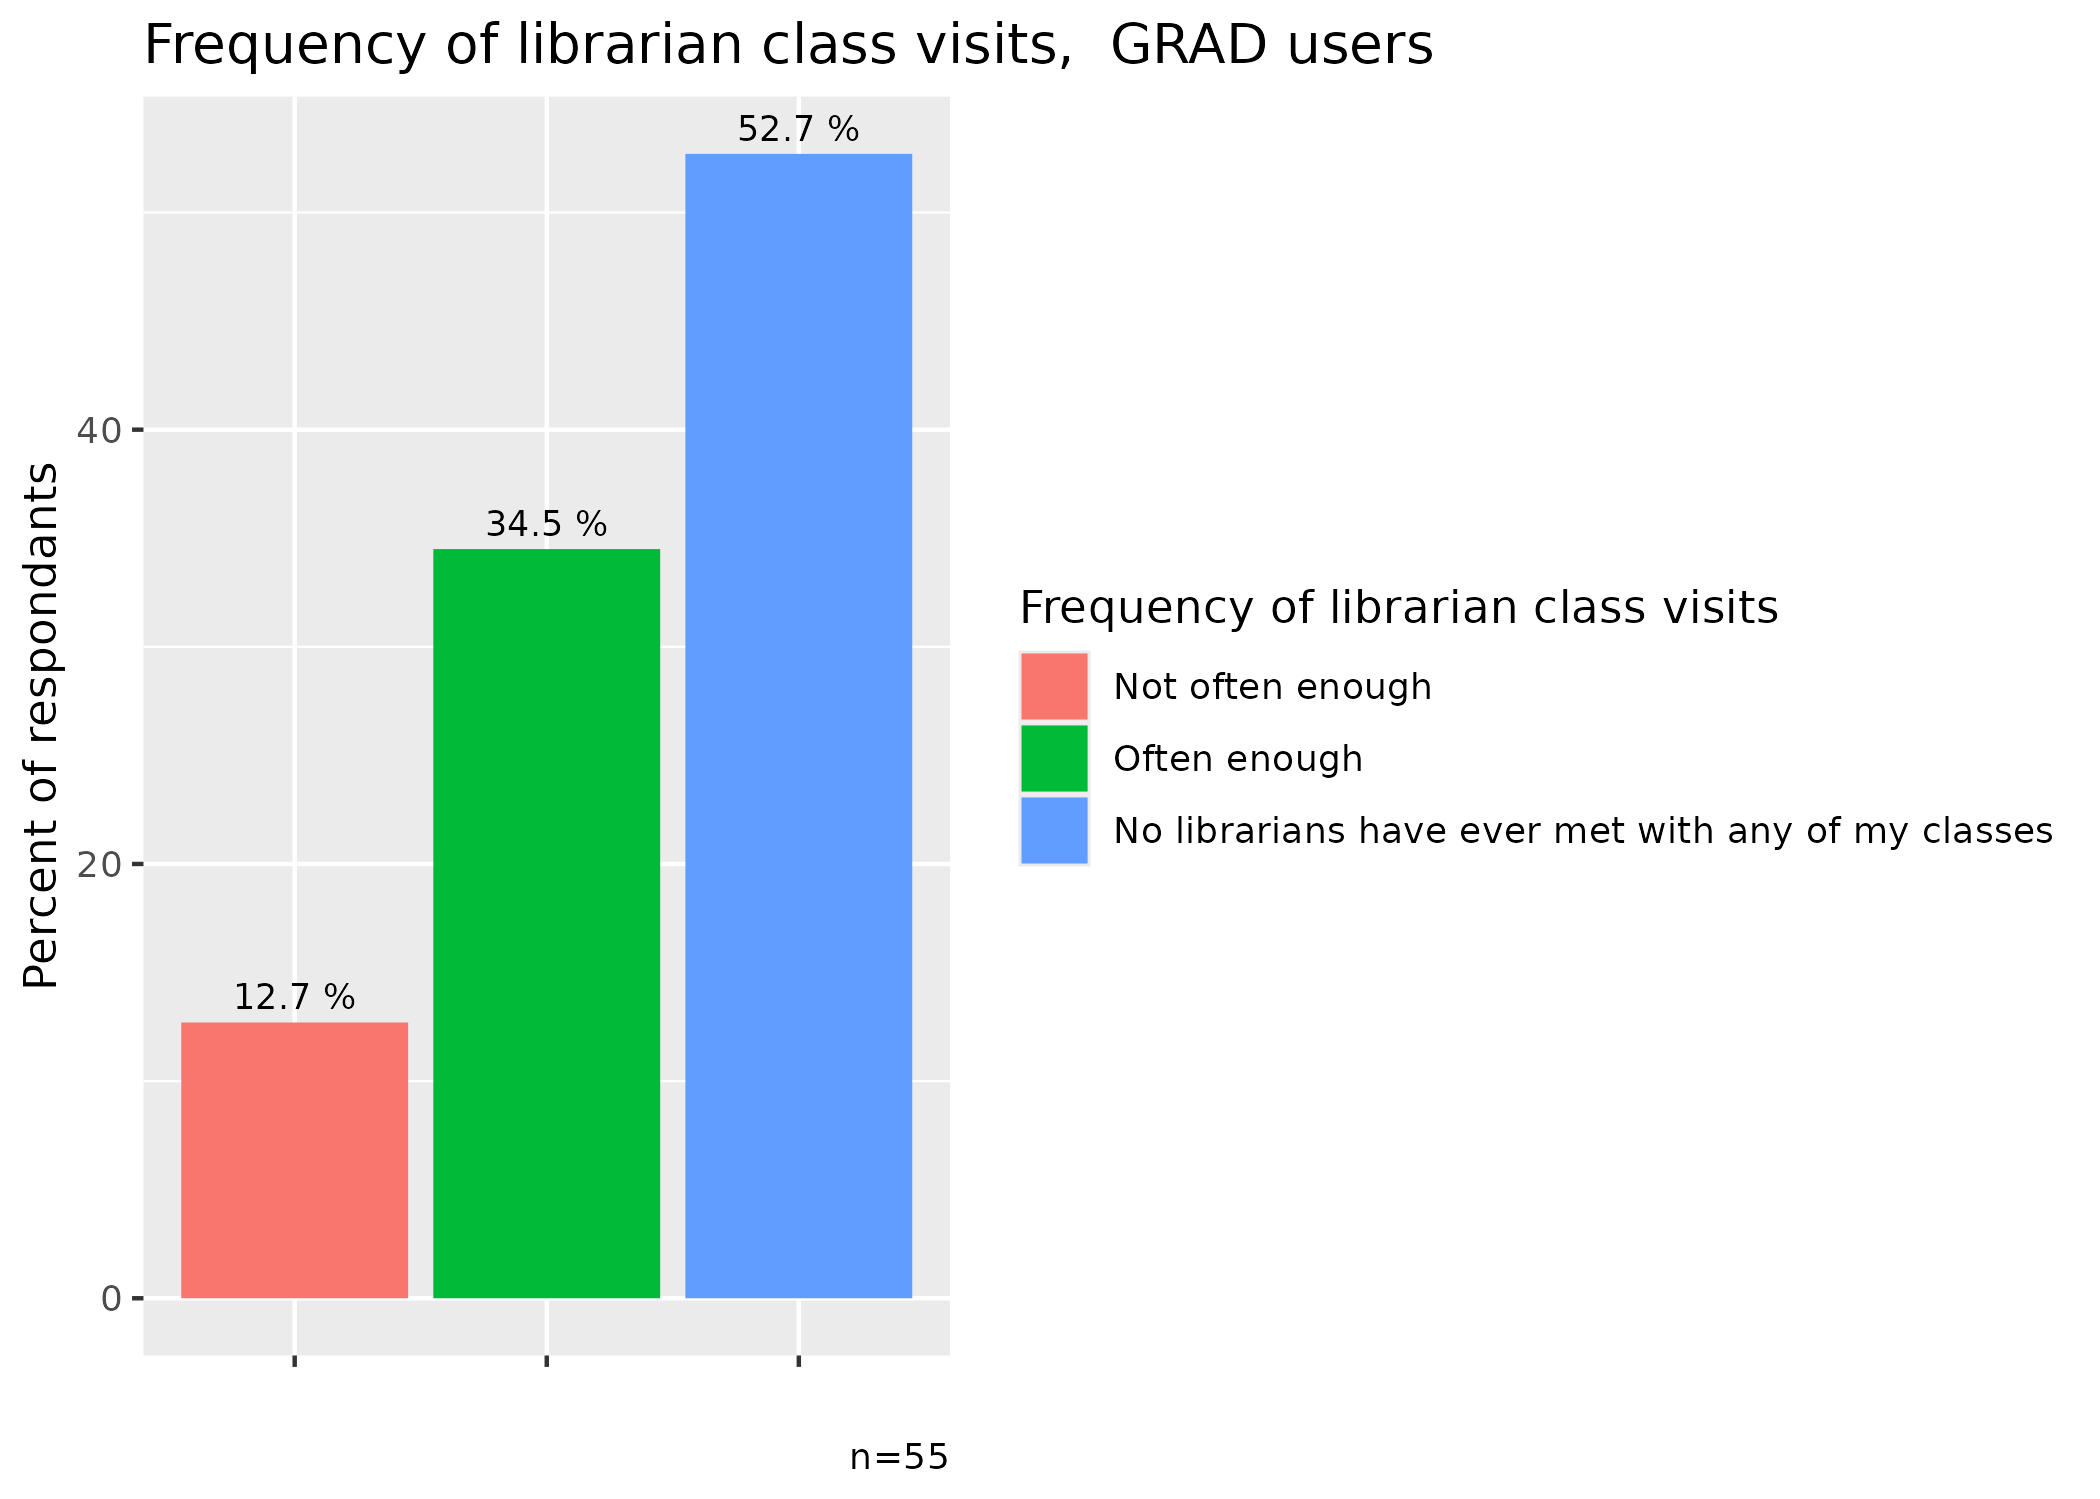 Frequency of librarian class visits,  GRAD users
Percent of respondants
40
20
0
12.7 %
34.5 %
52.7 %
Frequency of librarian class visits
Not often enough
Often enough
No librarians have ever met with any of my classes
n=55